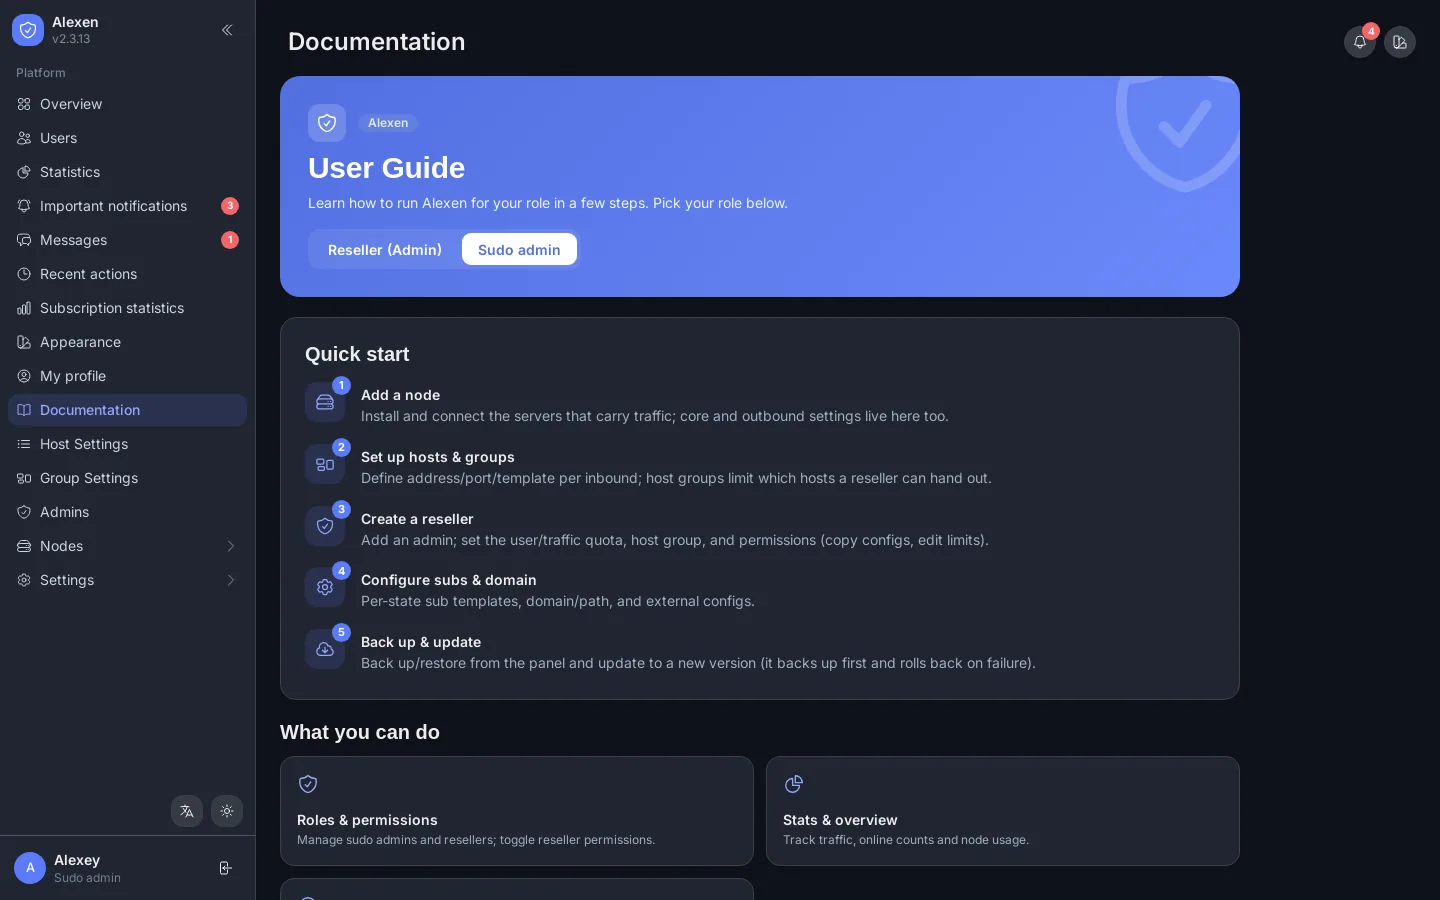 Alexen
v2.3.13
Platform
Overview
Users
Statistics
Important notifications 3
Messages 1
Recent actions
Subscription statistics
Appearance
My profile
Documentation
Host Settings
Group Settings
Admins
Nodes
Settings
A
Alexey
Sudo admin
Documentation
4
Alexen
User Guide
Learn how to run Alexen for your role in a few steps. Pick your role below.
Reseller (Admin) Sudo admin
Quick start
1
Add a node
Install and connect the servers that carry traffic; core and outbound settings live here too.
2
Set up hosts & groups
Define address/port/template per inbound; host groups limit which hosts a reseller can hand out.
3
Create a reseller
Add an admin; set the user/traffic quota, host group, and permissions (copy configs, edit limits).
4
Configure subs & domain
Per-state sub templates, domain/path, and external configs.
5
Back up & update
Back up/restore from the panel and update to a new version (it backs up first and rolls back on failure).
What you can do
Roles & permissions
Manage sudo admins and resellers; toggle reseller permissions.
Stats & overview
Track traffic, online counts and node usage.